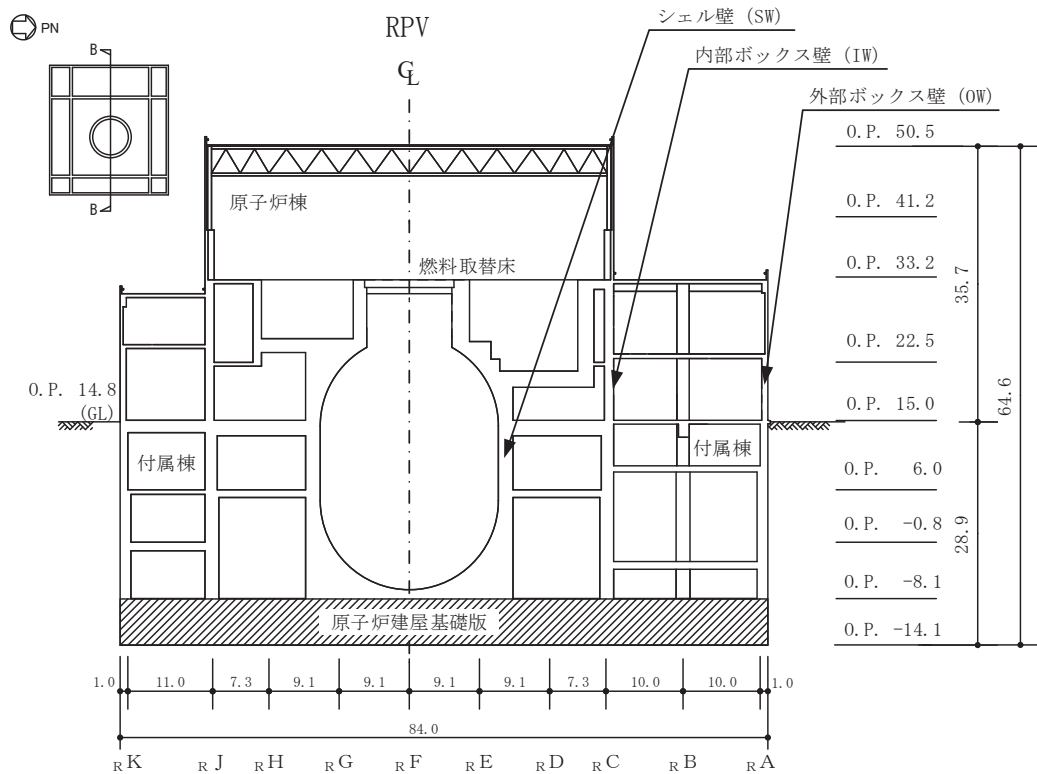 PN
B
B
RPV
CL
シェル壁 (SW)
内部ボックス壁 (IW)
外部ボックス壁 (OW)
O.P. 50.5
O.P. 41.2
O.P. 33.2
O.P. 22.5
O.P. 15.0
O.P. 6.0
O.P. -0.8
O.P. -8.1
O.P. -14.1
35.7
28.9
64.6
原子炉棟
燃料取替床
O.P. 14.8
(GL)
付属棟
付属棟
原子炉建屋基礎版
1.0 11.0 7.3 9.1 9.1 9.1 9.1 7.3 10.0 10.0 1.0
84.0
RK RJ RH RG RF RE RD RC RB RA